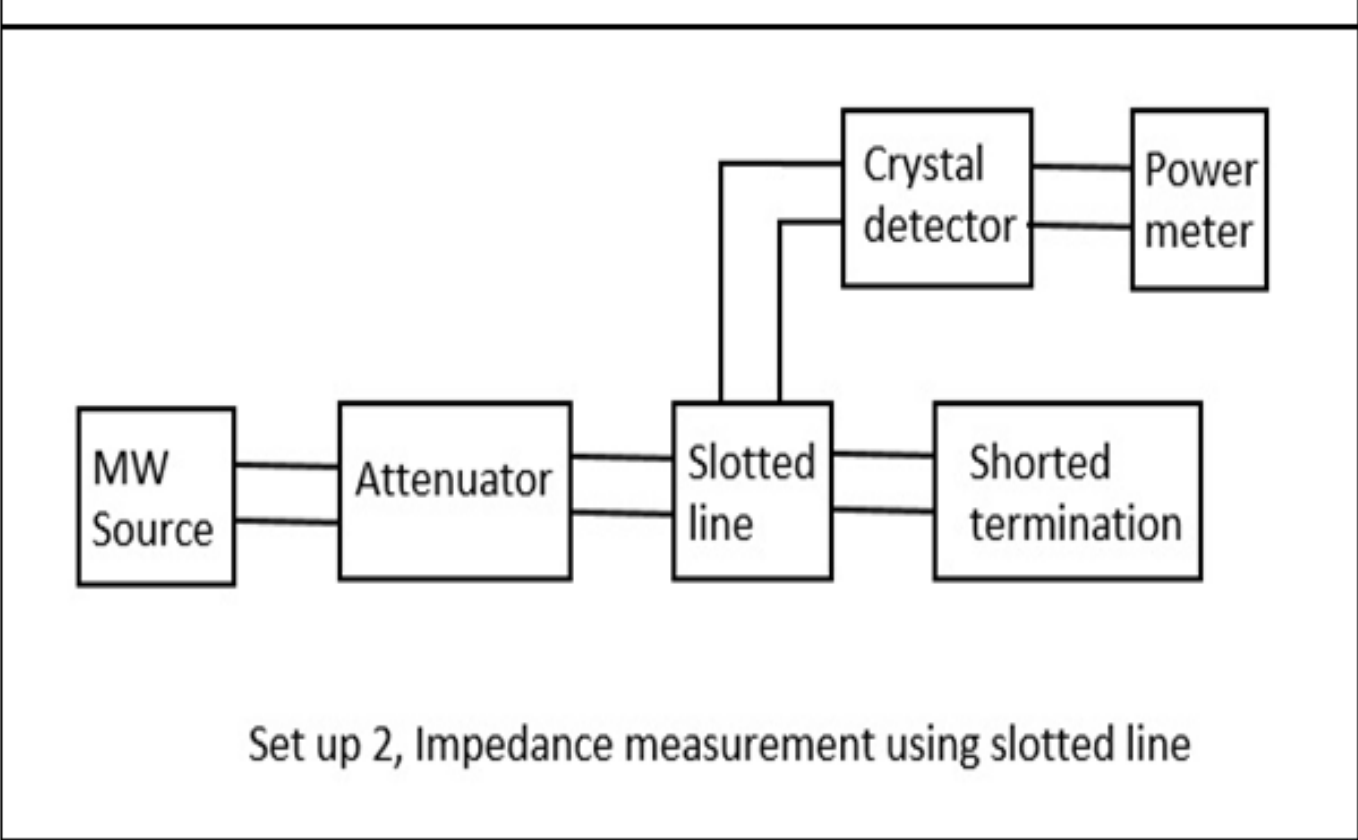 Crystal
detector
Power
meter
MW
Source
Attenuator
Slotted
line
Shorted
termination
Set up 2, Impedance measurement using slotted line